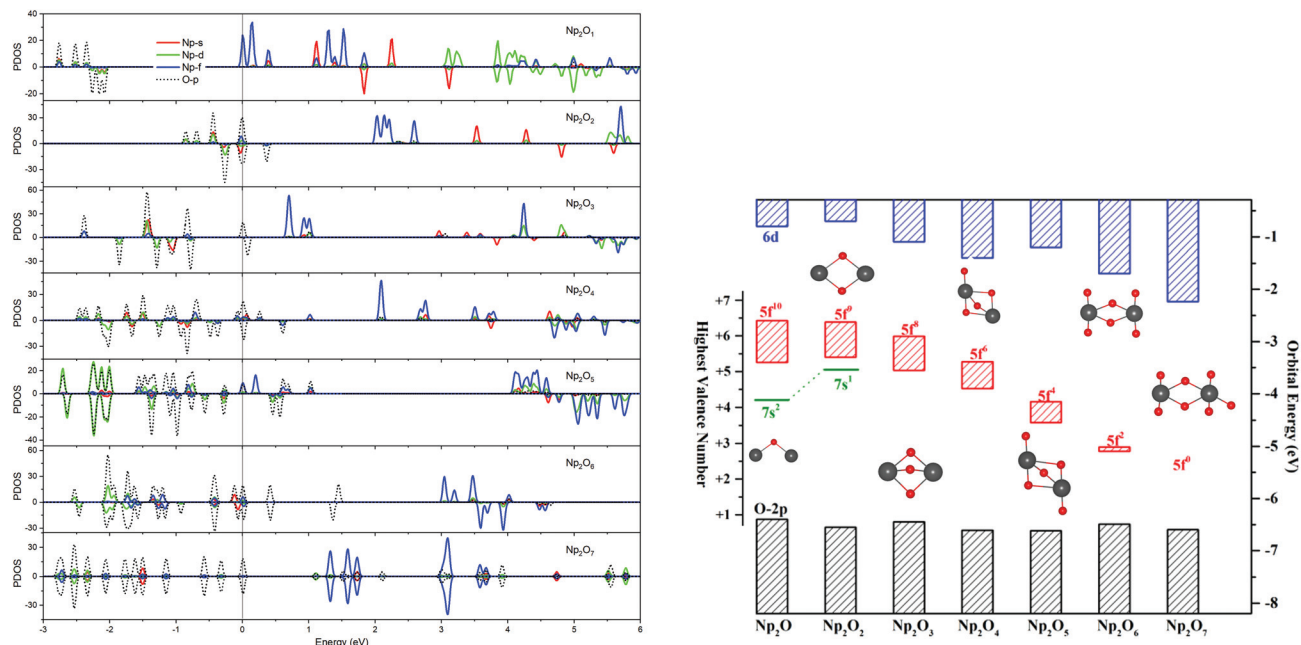 40
20
0
-20
PDOS
Np-s
Np-d
Np-f
O-p
Np₂O₁
30
0
-30
PDOS
Np₂O₂
60
30
0
-30
PDOS
Np₂O₃
60
30
0
-30
PDOS
Np₂O₄
20
0
-20
-40
PDOS
Np₂O₅
60
30
0
-30
PDOS
Np₂O₆
30
0
-30
PDOS
Np₂O₇
-3 -2 -1 0 1 2 3 4 5 6
Energy (eV)
Highest Valence Number
+7
+6
+5
+4
+3
+2
+1
6d
5f¹⁰
5f⁹
5f⁸
5f⁶
5f⁴
5f²
5f⁰
7s²
7s¹
O-2p
Np₂O Np₂O₂ Np₂O₃ Np₂O₄ Np₂O₅ Np₂O₆ Np₂O₇
-1
-2
-3
-4
-5
-6
-7
-8
Orbital Energy (eV)